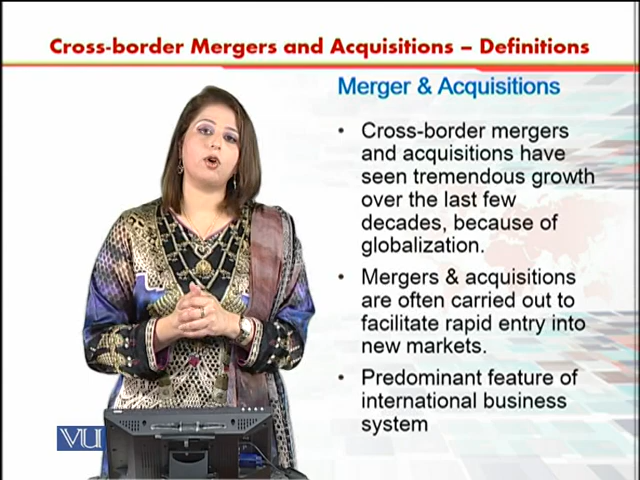 Cross-border Mergers and Acquisitions – Definitions
Merger & Acquisitions
• Cross-border mergers
and acquisitions have
seen tremendous growth
over the last few
decades, because of
globalization.
• Mergers & acquisitions
are often carried out to
facilitate rapid entry into
new markets.
• Predominant feature of
international business
system
VU